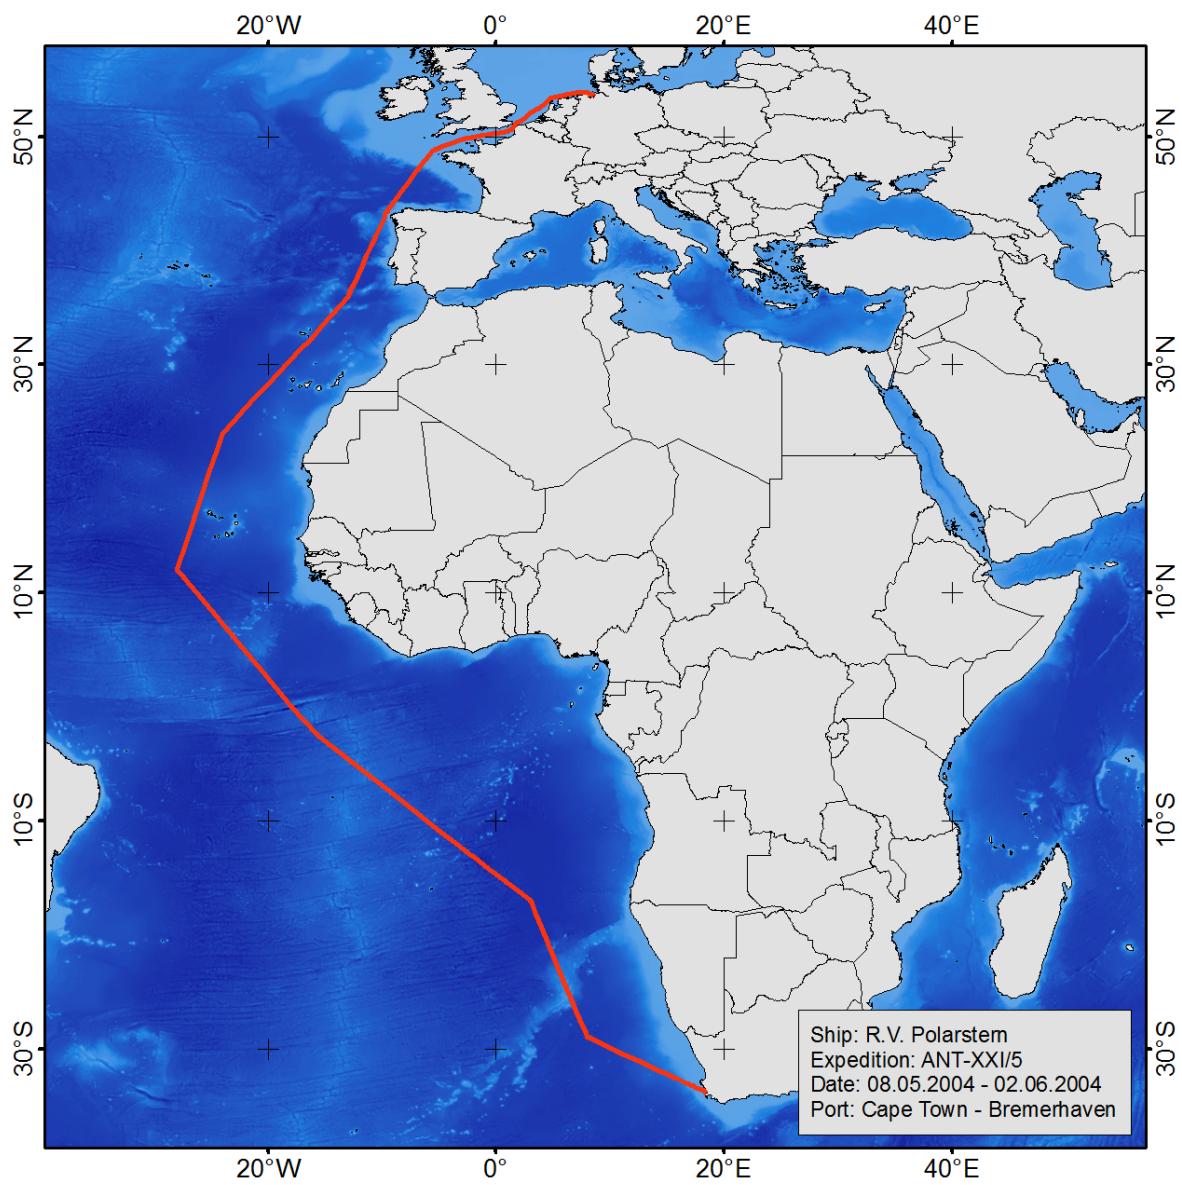 20°W 0° 20°E 40°E
50°N 50°N
30°N 30°N
10°N 10°N
10°S 10°S
30°S 30°S
Ship: R.V. Polarstern
Expedition: ANT-XXI/5
Date: 08.05.2004 - 02.06.2004
Port: Cape Town - Bremerhaven
20°W 0° 20°E 40°E